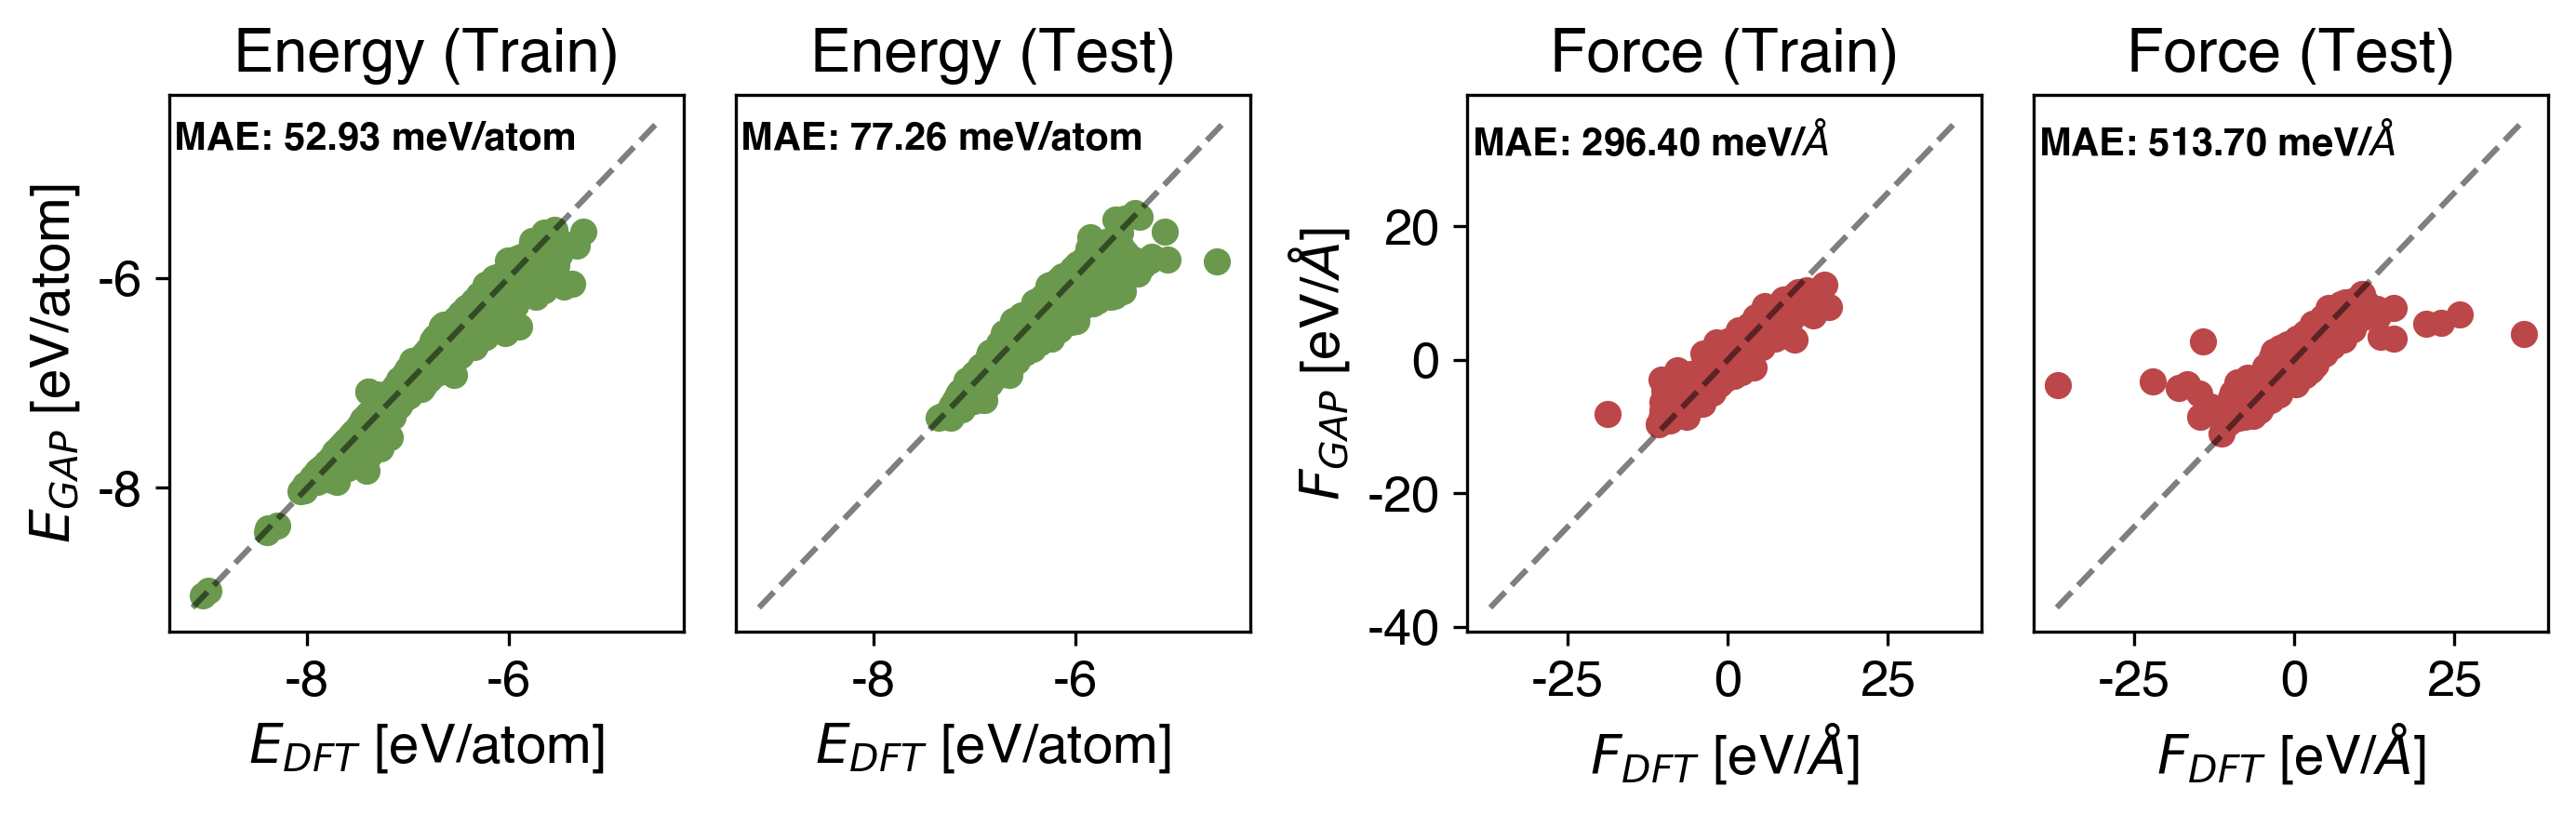 Energy (Train)
MAE: 52.93 meV/atom
E_GAP [eV/atom]
-6
-8
-8
-6
E_DFT [eV/atom]
Energy (Test)
MAE: 77.26 meV/atom
-8
-6
E_DFT [eV/atom]
Force (Train)
MAE: 296.40 meV/Å
F_GAP [eV/Å]
20
0
-20
-40
-25
0
25
F_DFT [eV/Å]
Force (Test)
MAE: 513.70 meV/Å
-25
0
25
F_DFT [eV/Å]